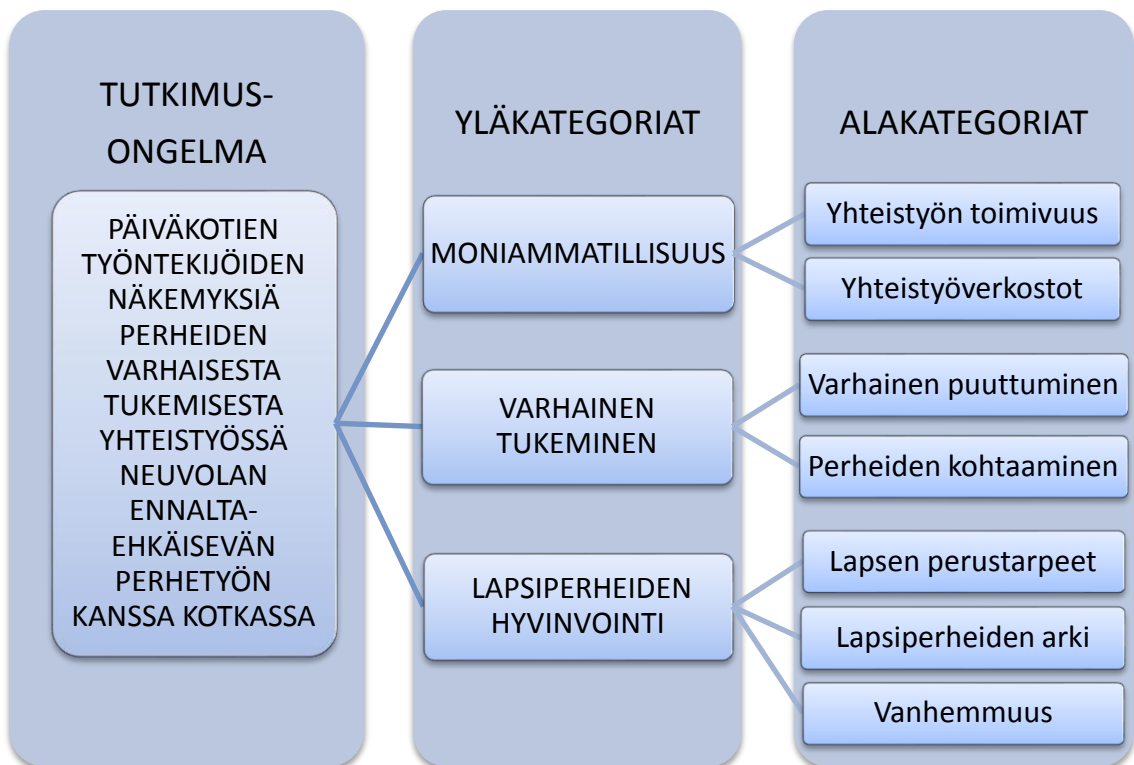 TUTKIMUS-
ONGELMA
PÄIVÄKOTIEN
TYÖNTEKIJÖIDEN
NÄKEMYKSIÄ
PERHEIDEN
VARHAISESTA
TUKEMISESTA
YHTEISTYÖSSÄ
NEUVOLAN
ENNALTA-
EHKÄISEVÄN
PERHETYÖN
KANSSA KOTKASSA
YLÄKATEGORIAT
MONIAMMATILLISUUS
VARHAINEN
TUKEMINEN
LAPSIPERHEIDEN
HYVINVOINTI
ALAKATEGORIAT
Yhteistyön toimivuus
Yhteistyöverkostot
Varhainen puuttuminen
Perheiden kohtaaminen
Lapsen perustarpeet
Lapsiperheiden arki
Vanhemmuus